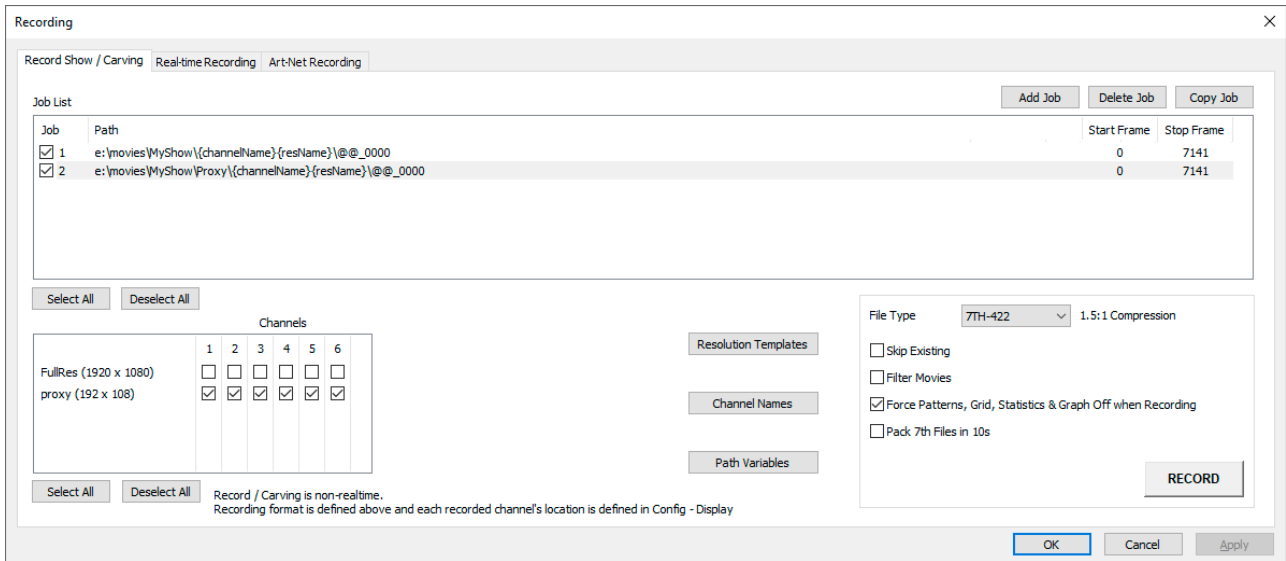 Recording
Record Show / Carving Real-time Recording Art-Net Recording
Job List
Add Job Delete Job Copy Job
Job Path Start Frame Stop Frame
1 e:\movies\MyShow\{channelName}{resName}\@@_0000 0 7141
2 e:\movies\MyShow\Proxy\{channelName}{resName}\@@_0000 0 7141
Select All Deselect All
Channels
1 2 3 4 5 6
FullRes (1920 x 1080)
proxy (192 x 108)
Select All Deselect All
Record / Carving is non-realtime.
Recording format is defined above and each recorded channel's location is defined in Config - Display
Resolution Templates
Channel Names
Path Variables
File Type 7TH-422 1.5:1 Compression
Skip Existing
Filter Movies
Force Patterns, Grid, Statistics & Graph Off when Recording
Pack 7th Files in 10s
RECORD
OK Cancel Apply